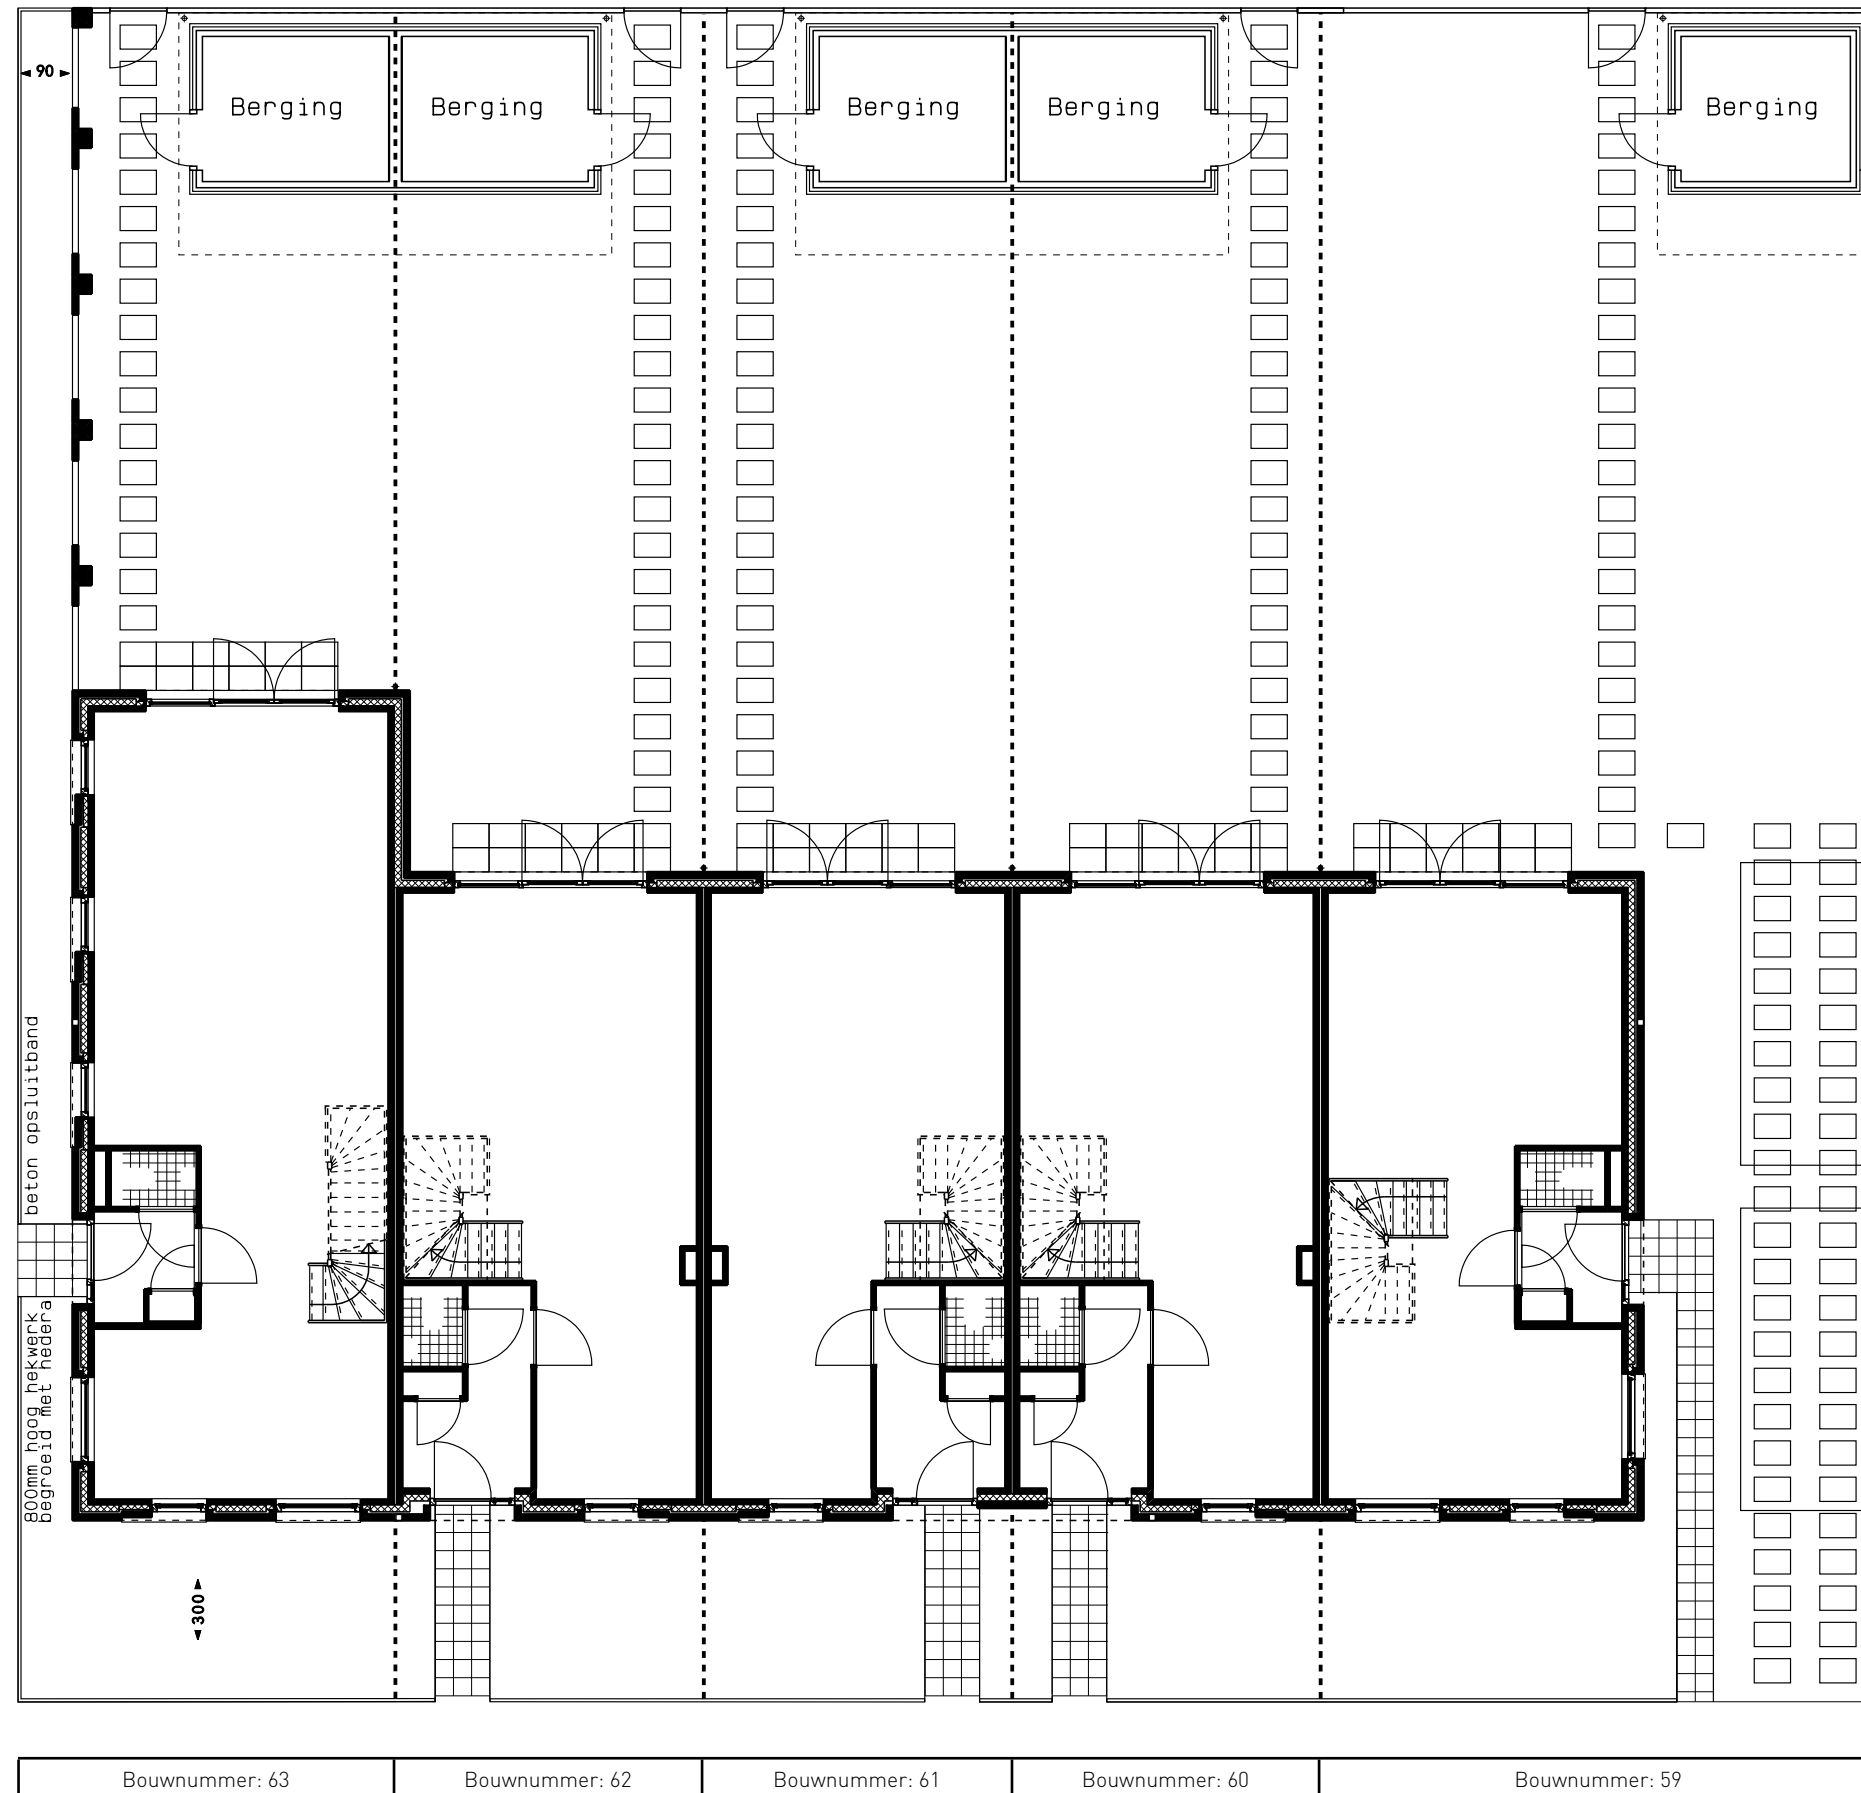 90
Berging
Berging
Berging
Berging
Berging
beton opsluitband
800mm hoog hekwerk
begroeid met hedera
300
Bouwnummer: 63
Bouwnummer: 62
Bouwnummer: 61
Bouwnummer: 60
Bouwnummer: 59